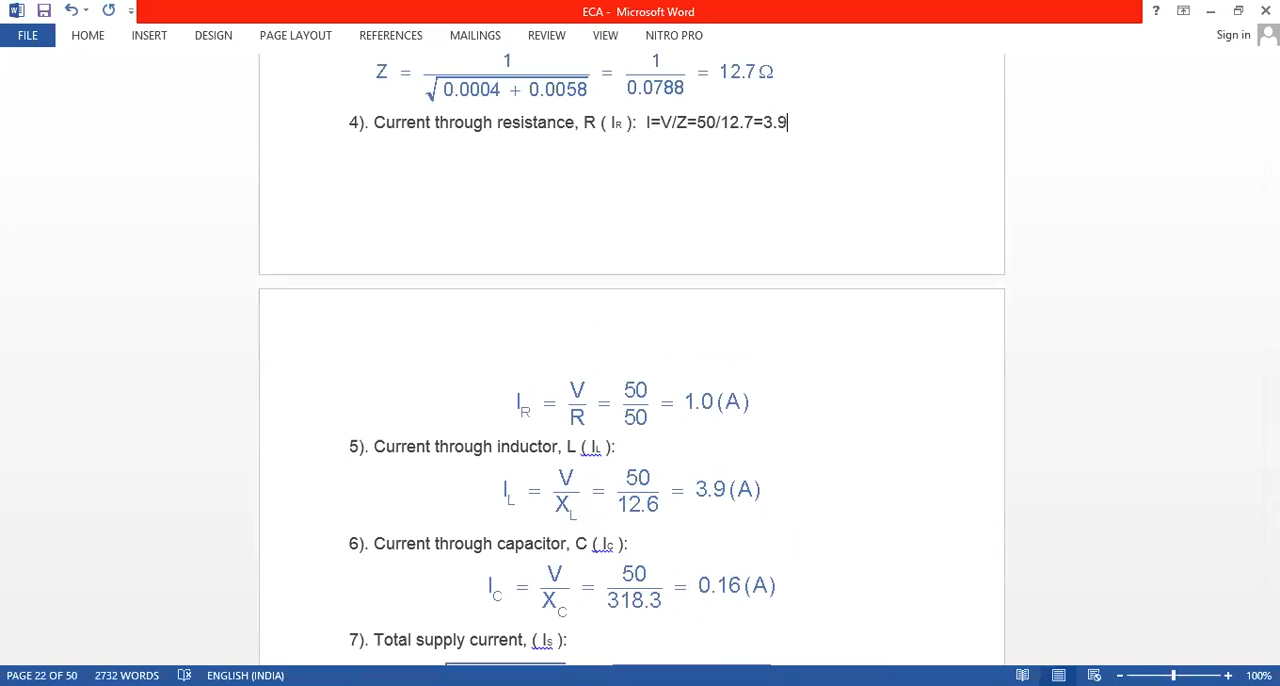 ECA - Microsoft Word
?
FILE HOME INSERT DESIGN PAGE LAYOUT REFERENCES MAILINGS REVIEW VIEW NITRO PRO Sign in
Z = 1 / √(0.0004 + 0.0058) = 1 / 0.0788 = 12.7 Ω
4). Current through resistance, R ( IR ): I=V/Z=50/12.7=3.9
IR = V / R = 50 / 50 = 1.0 (A)
5). Current through inductor, L ( IL ):
IL = V / XL = 50 / 12.6 = 3.9 (A)
6). Current through capacitor, C ( IC ):
IC = V / XC = 50 / 318.3 = 0.16 (A)
7). Total supply current, ( IS ):
PAGE 22 OF 50 2732 WORDS ENGLISH (INDIA) 100%